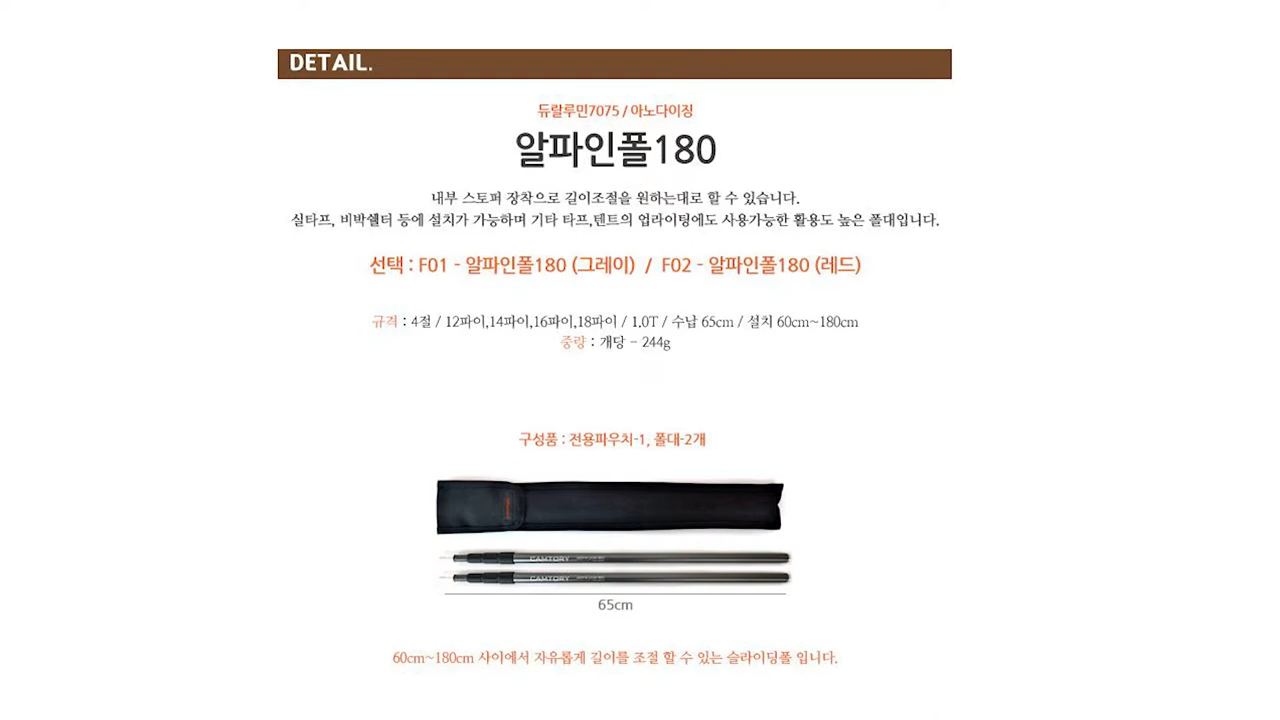 DETAIL.
듀랄루민7075 / 아노다이징
알파인폴180
내부 스토퍼 장착으로 길이조절을 원하는대로 할 수 있습니다.
실타프, 비박쉘터 등에 설치가 가능하며 기타 타프,텐트의 업라이팅에도 사용가능한 활용도 높은 폴대입니다.
선택 : F01 - 알파인폴180 (그레이) / F02 - 알파인폴180 (레드)
규격 : 4절 / 12파이,14파이,16파이,18파이 / 1.0T / 수납 65cm / 설치 60cm~180cm
중량 : 개당 - 244g
구성품 : 전용파우치-1, 폴대-2개
CAMTORY
CAMTORY
65cm
60cm~180cm 사이에서 자유롭게 길이를 조절 할 수 있는 슬라이딩폴 입니다.